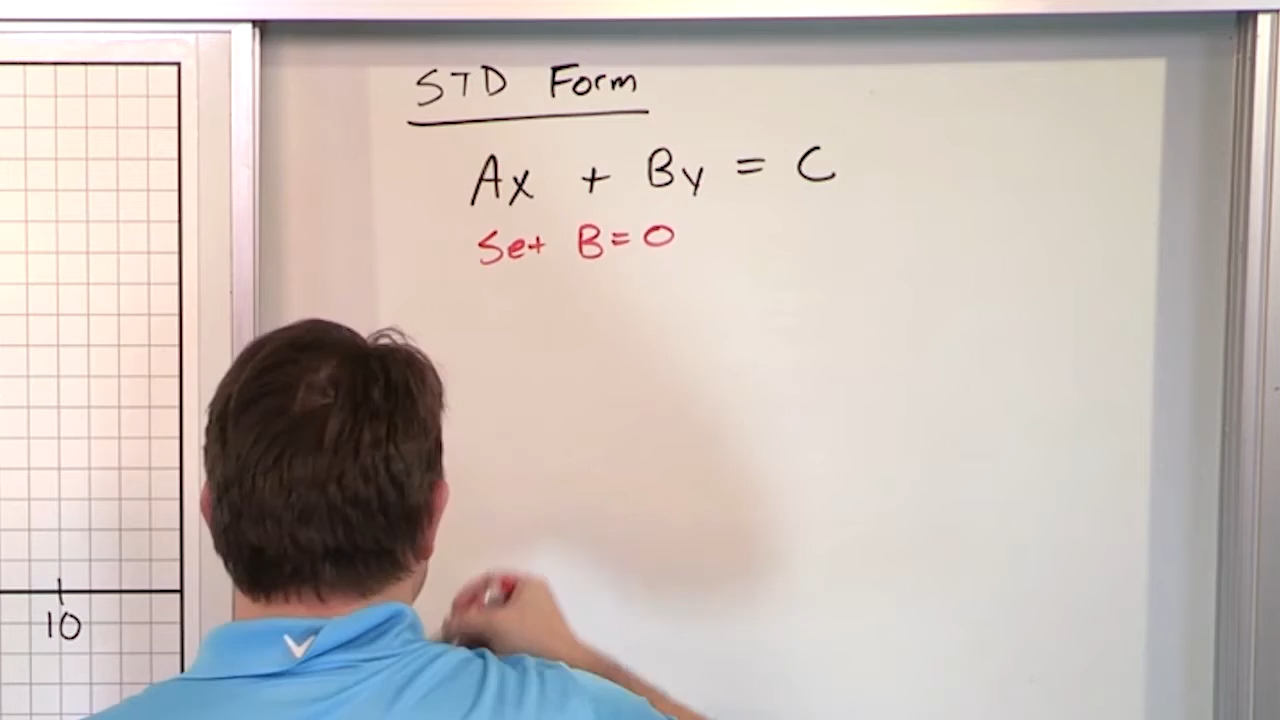 STD Form
Ax + By = C
Set B = 0
10